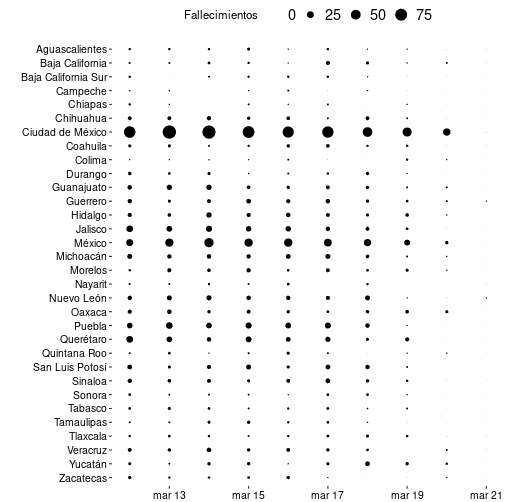 Fallecimientos 0 25 50 75
Aguascalientes
Baja California
Baja California Sur
Campeche
Chiapas
Chihuahua
Ciudad de México
Coahuila
Colima
Durango
Guanajuato
Guerrero
Hidalgo
Jalisco
México
Michoacán
Morelos
Nayarit
Nuevo León
Oaxaca
Puebla
Querétaro
Quintana Roo
San Luis Potosí
Sinaloa
Sonora
Tabasco
Tamaulipas
Tlaxcala
Veracruz
Yucatán
Zacatecas
mar 13 mar 15 mar 17 mar 19 mar 21